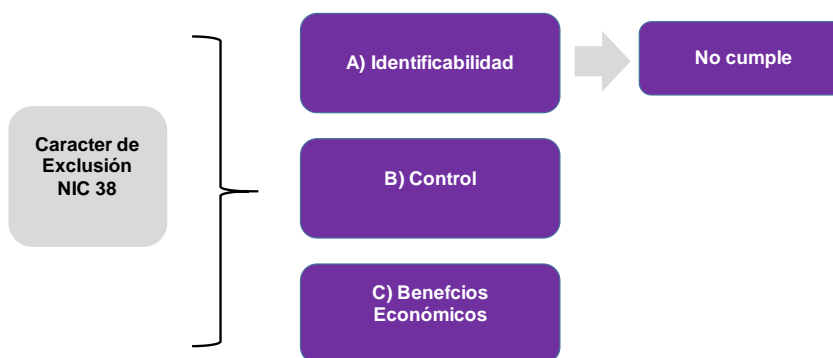 Caracter de
Exclusión
NIC 38
A) Identificabilidad
No cumple
B) Control
C) Benefcios
Económicos